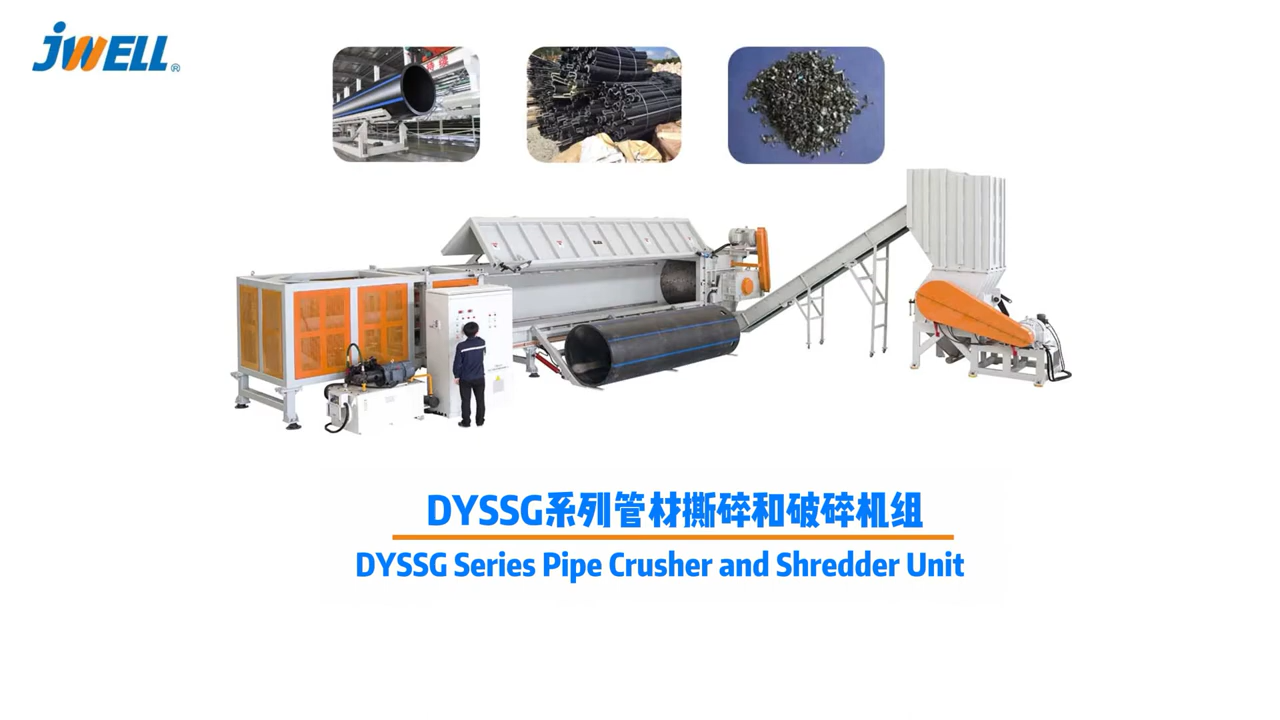 JWELL®
DYSSG系列管材撕碎和破碎机组
DYSSG Series Pipe Crusher and Shredder Unit